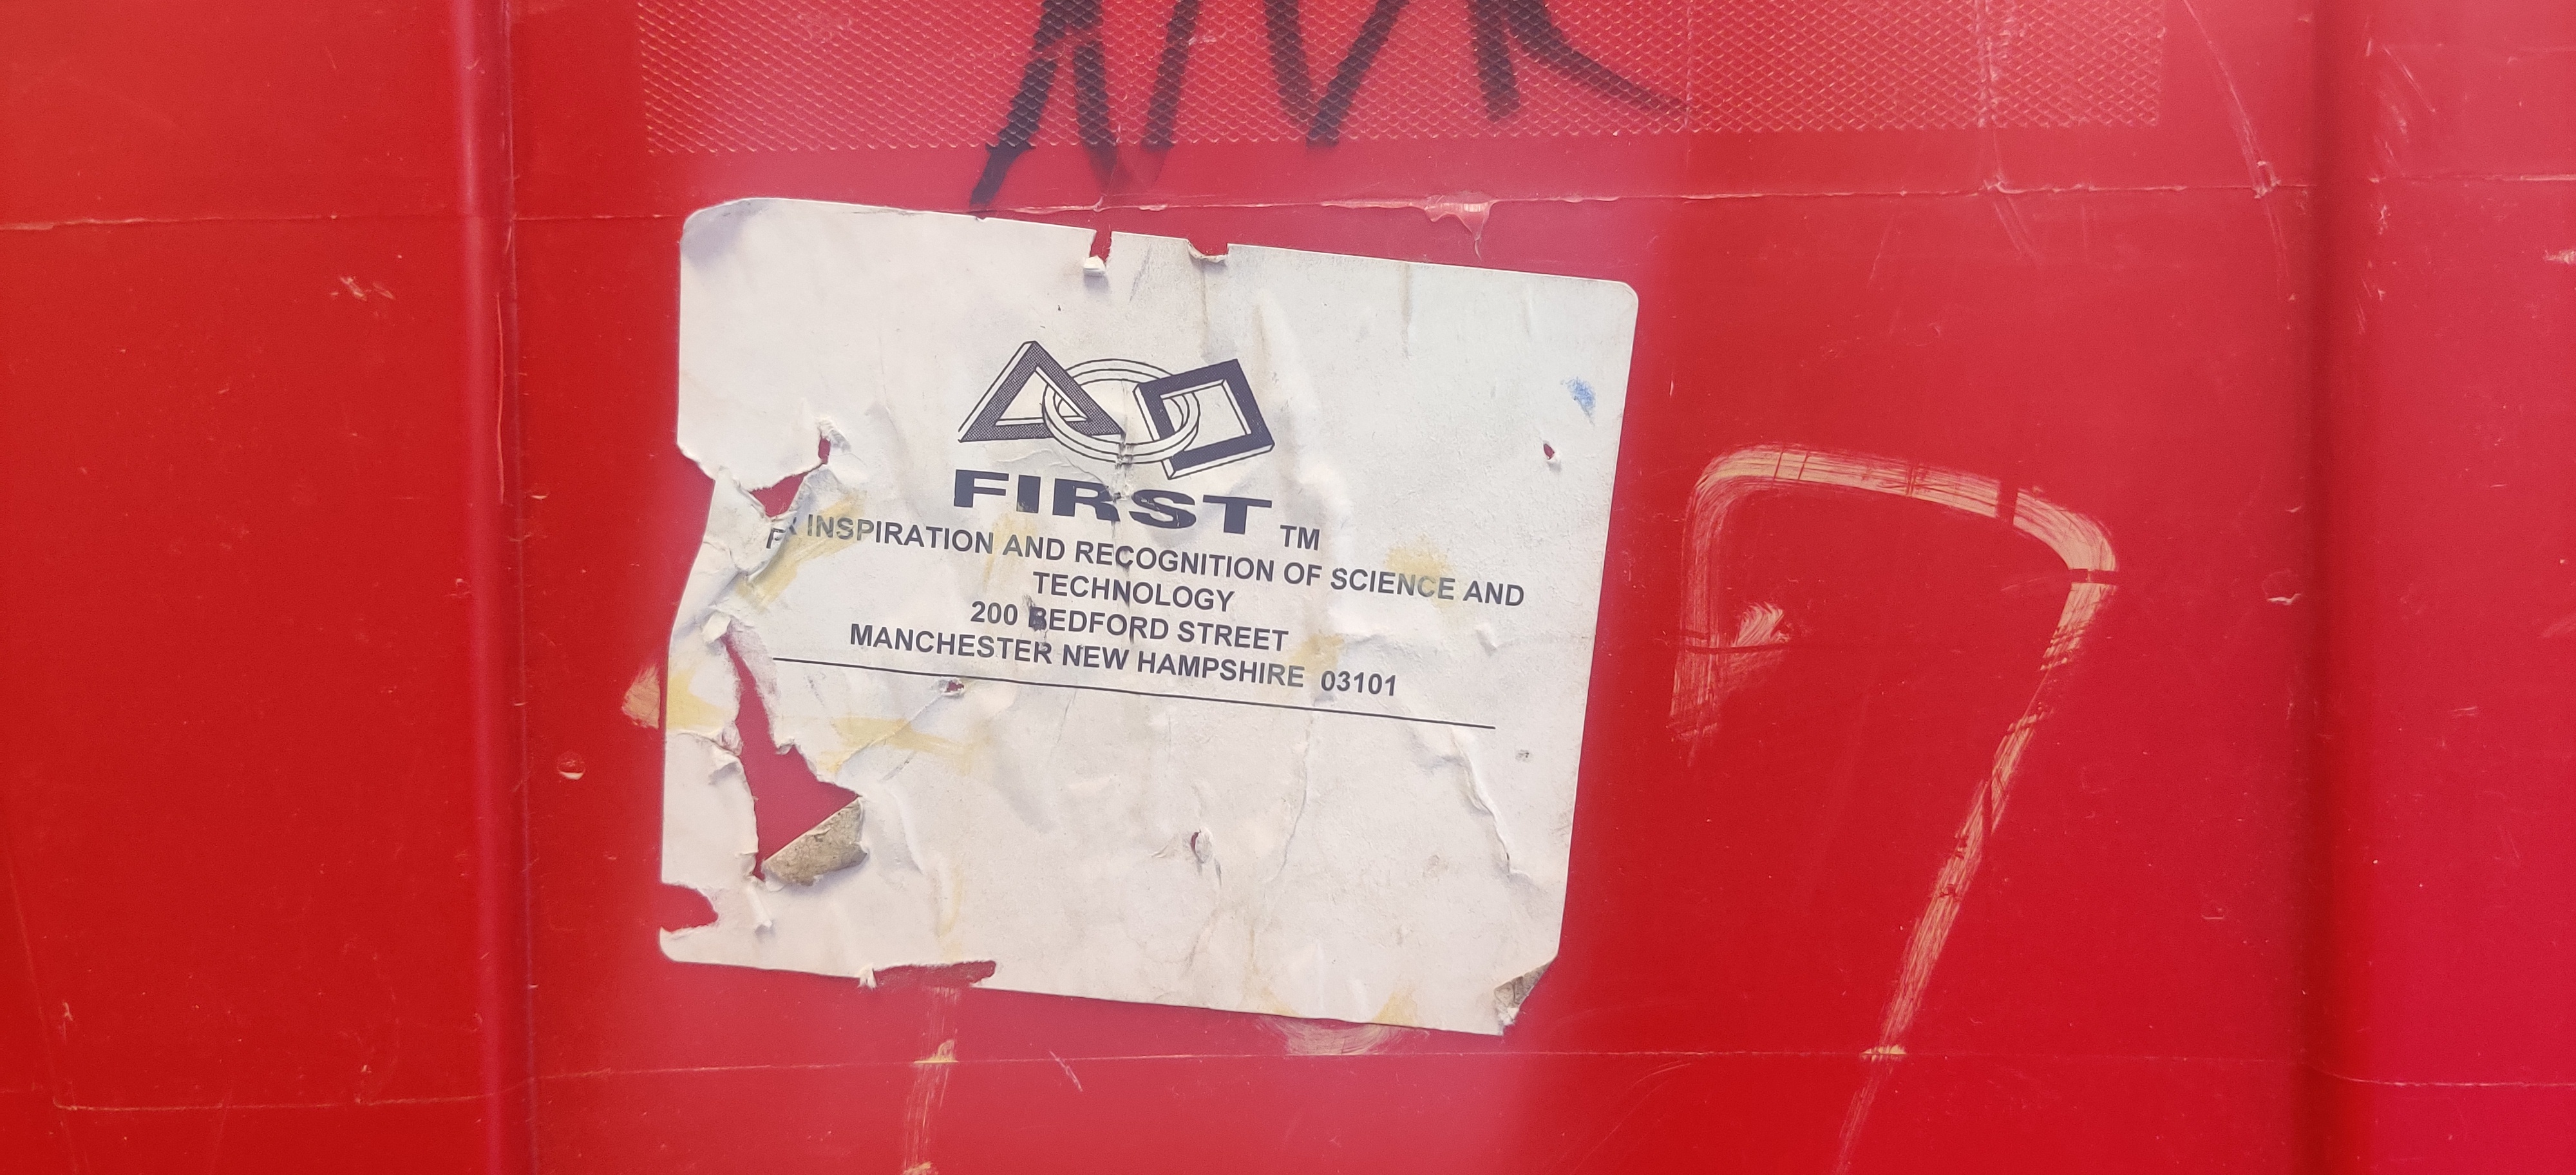 FIRST TM
INSPIRATION AND RECOGNITION OF SCIENCE AND
TECHNOLOGY
200 BEDFORD STREET
MANCHESTER NEW HAMPSHIRE 03101